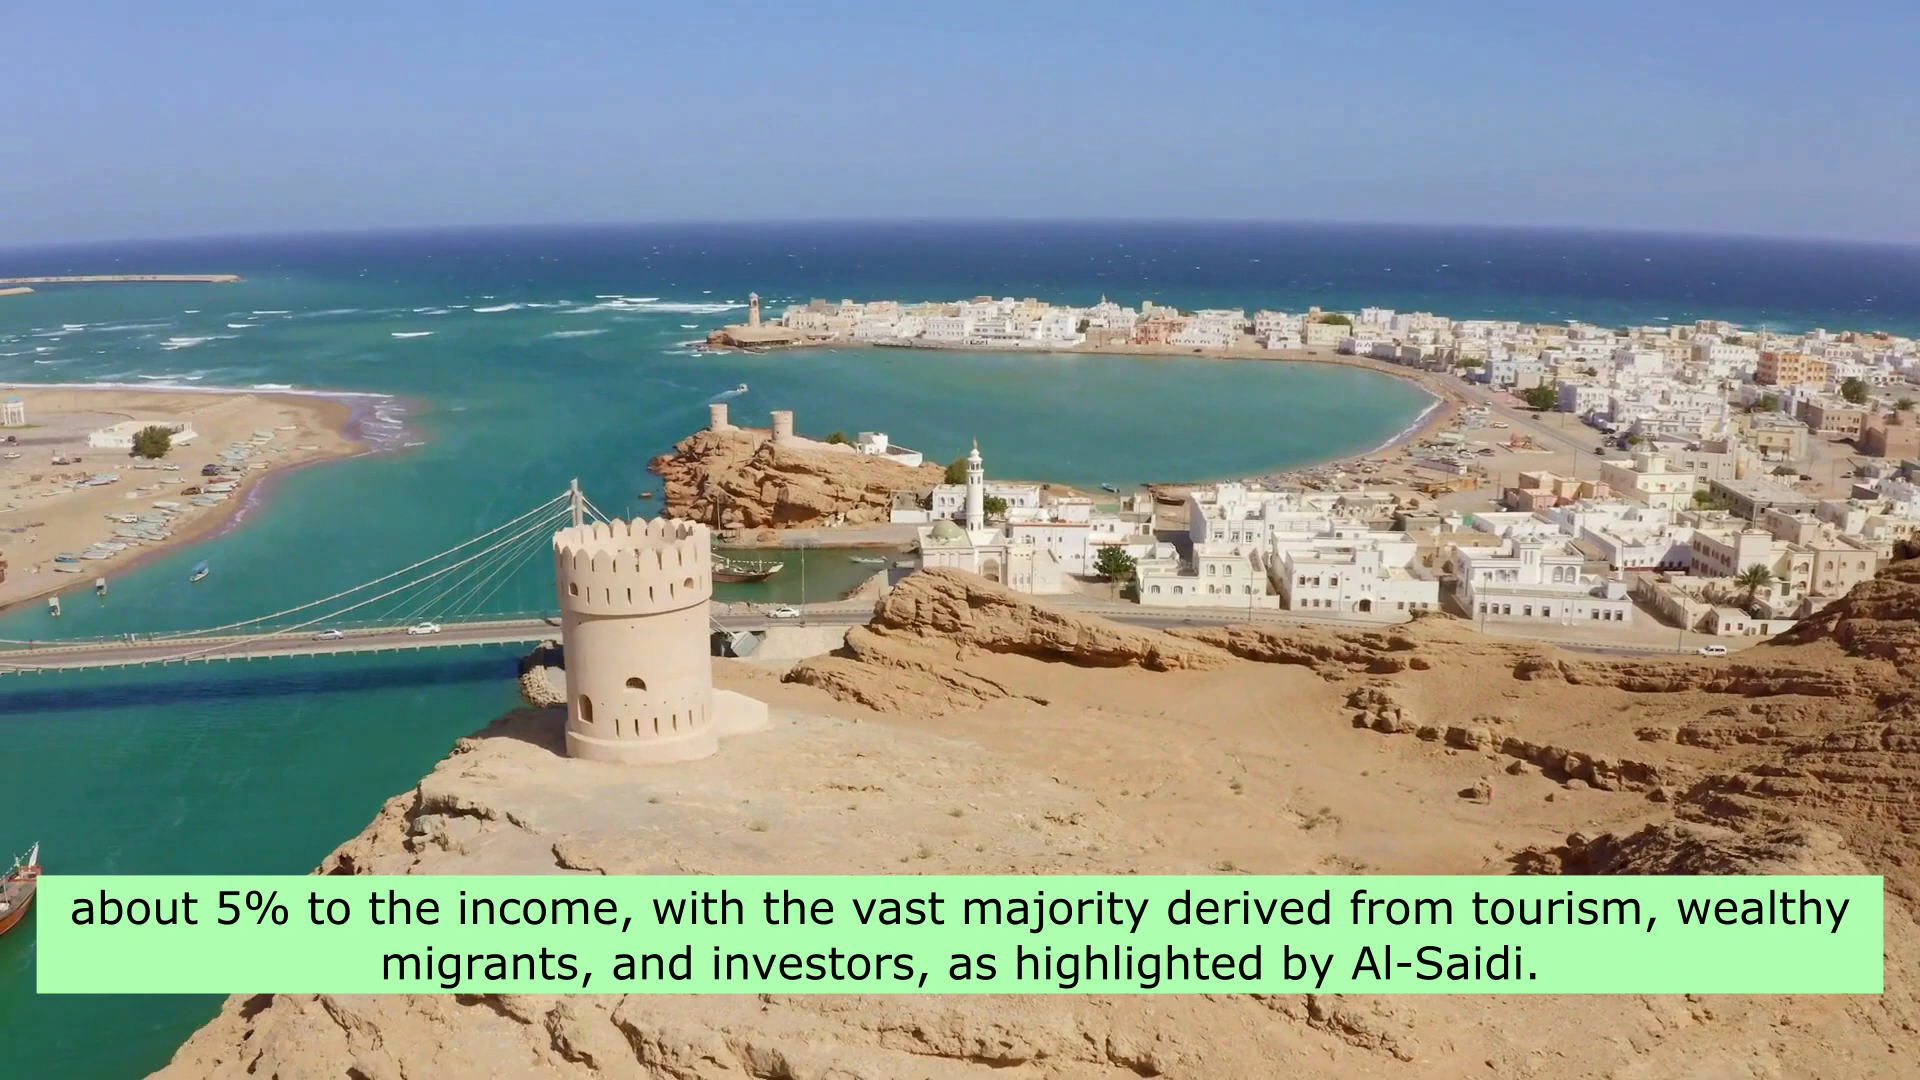 about 5% to the income, with the vast majority derived from tourism, wealthy
migrants, and investors, as highlighted by Al-Saidi.